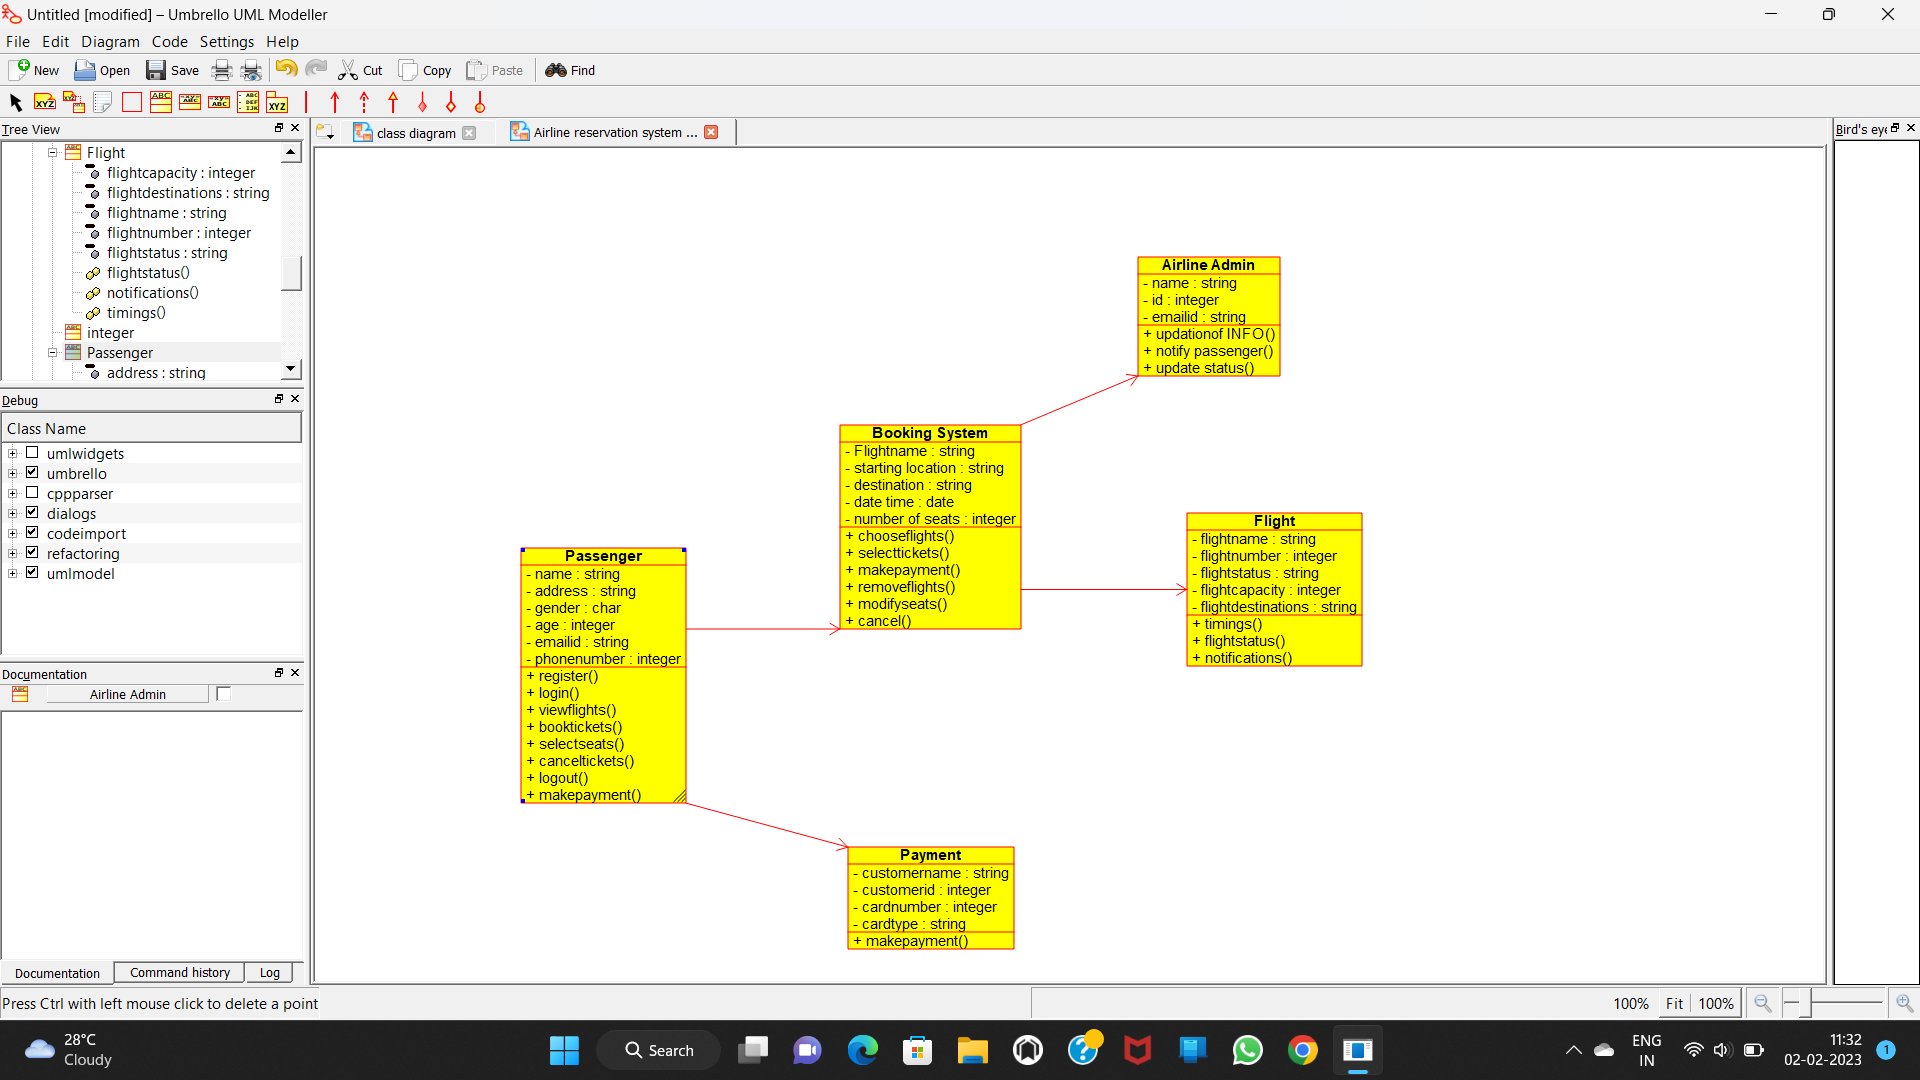 Untitled [modified] – Umbrello UML Modeller
File Edit Diagram Code Settings Help
New Open Save Cut Copy Paste Find
Tree View
Flight
flightcapacity : integer
flightdestinations : string
flightname : string
flightnumber : integer
flightstatus : string
flightstatus()
notifications()
timings()
integer
Passenger
address : string
Debug
Class Name
umlwidgets
umbrello
cppparser
dialogs
codeimport
refactoring
umlmodel
Documentation
Airline Admin
Documentation Command history Log
class diagram
Airline reservation system ...
Bird's eye
Airline Admin
- name : string
- id : integer
- emailid : string
+ updationof INFO()
+ notify passenger()
+ update status()
Booking System
- Flightname : string
- starting location : string
- destination : string
- date time : date
- number of seats : integer
+ chooseflights()
+ selecttickets()
+ makepayment()
+ removeflights()
+ modifyseats()
+ cancel()
Flight
- flightname : string
- flightnumber : integer
- flightstatus : string
- flightcapacity : integer
- flightdestinations : string
+ timings()
+ flightstatus()
+ notifications()
Passenger
- name : string
- address : string
- gender : char
- age : integer
- emailid : string
- phonenumber : integer
+ register()
+ login()
+ viewflights()
+ booktickets()
+ selectseats()
+ canceltickets()
+ logout()
+ makepayment()
Payment
- customername : string
- customerid : integer
- cardnumber : integer
- cardtype : string
+ makepayment()
Press Ctrl with left mouse click to delete a point
100% Fit 100%
28°C
Cloudy
Search
ENG
IN
11:32
02-02-2023
1